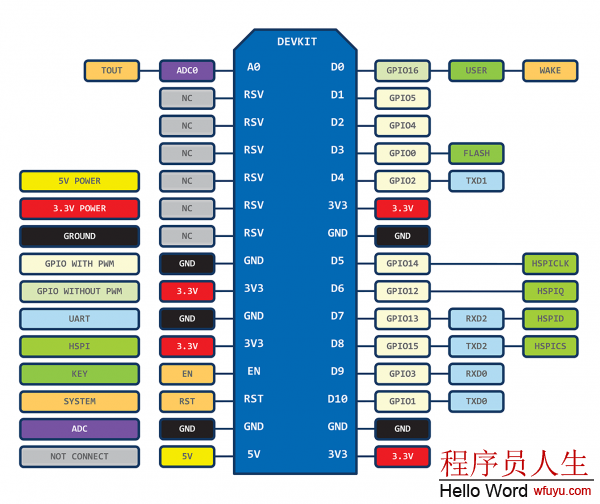 DEVKIT
TOUT ADC0 A0 D0 GPIO16 USER WAKE
NC RSV D1 GPIO5
NC RSV D2 GPIO4
NC RSV D3 GPIO0 FLASH
5V POWER NC RSV D4 GPIO2 TXD1
3.3V POWER NC RSV 3V3 3.3V
GROUND NC RSV GND GND
GPIO WITH PWM GND GND D5 GPIO14 HSPICLK
GPIO WITHOUT PWM 3.3V 3V3 D6 GPIO12 HSPIQ
UART GND GND D7 GPIO13 RXD2 HSPID
HSPI 3.3V 3V3 D8 GPIO15 TXD2 HSPICS
KEY EN EN D9 GPIO3 RXD0
SYSTEM RST RST D10 GPIO1 TXD0
ADC GND GND GND GND
NOT CONNECT 5V 5V 3V3 3.3V
程序员人生
Hello Word wfuyu.com